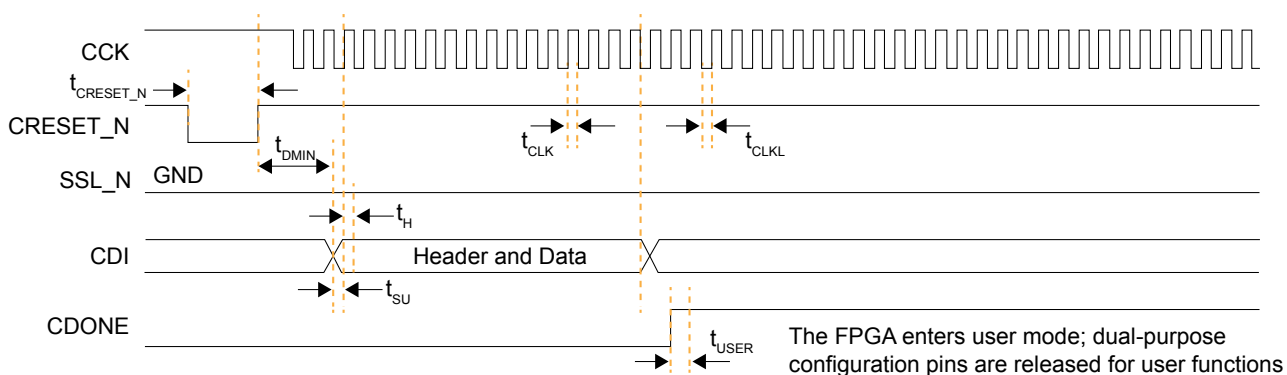 CCK
tCRESET_N
CRESET_N
tCLK
tCLKL
tDMIN
SSL_N GND
tH
CDI Header and Data
tSU
CDONE
tUSER
The FPGA enters user mode; dual-purpose
configuration pins are released for user functions